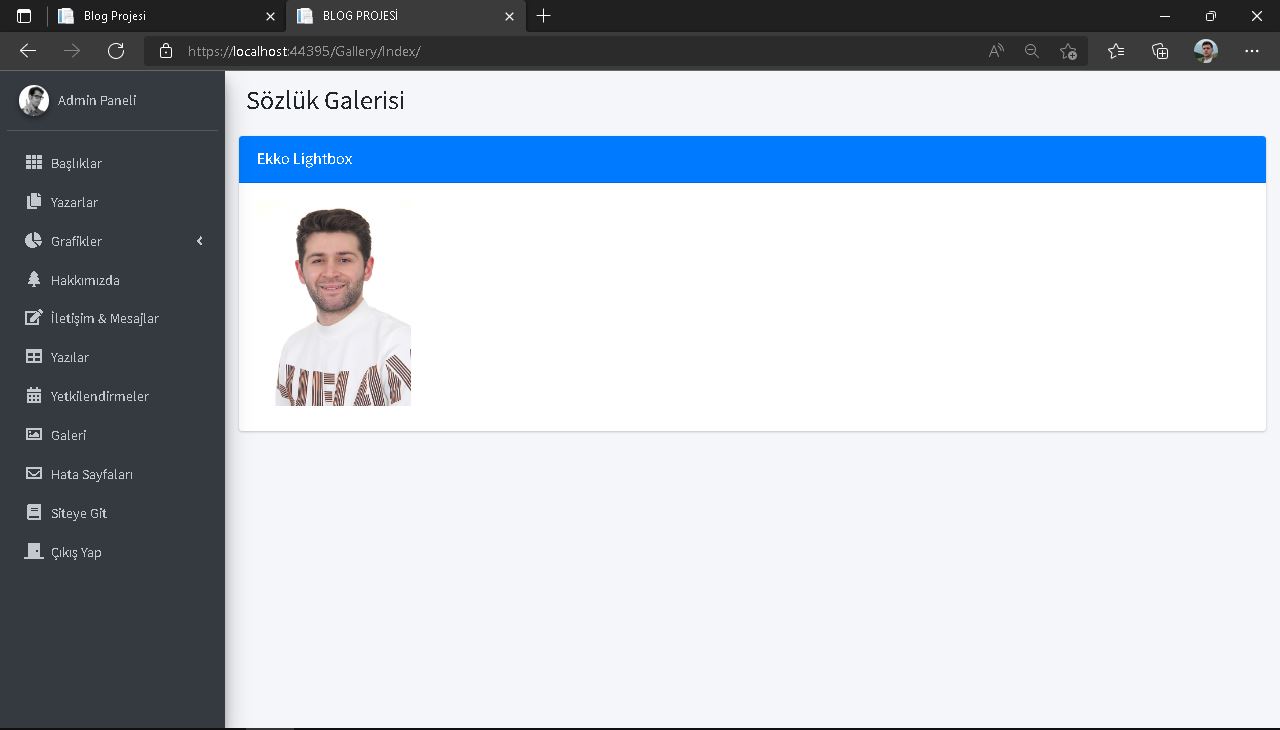 Blog Projesi
BLOG PROJESİ
https://localhost:44395/Gallery/Index/
Admin Paneli
Başlıklar
Yazarlar
Grafikler
Hakkımızda
İletişim & Mesajlar
Yazılar
Yetkilendirmeler
Galeri
Hata Sayfaları
Siteye Git
Çıkış Yap
Sözlük Galerisi
Ekko Lightbox